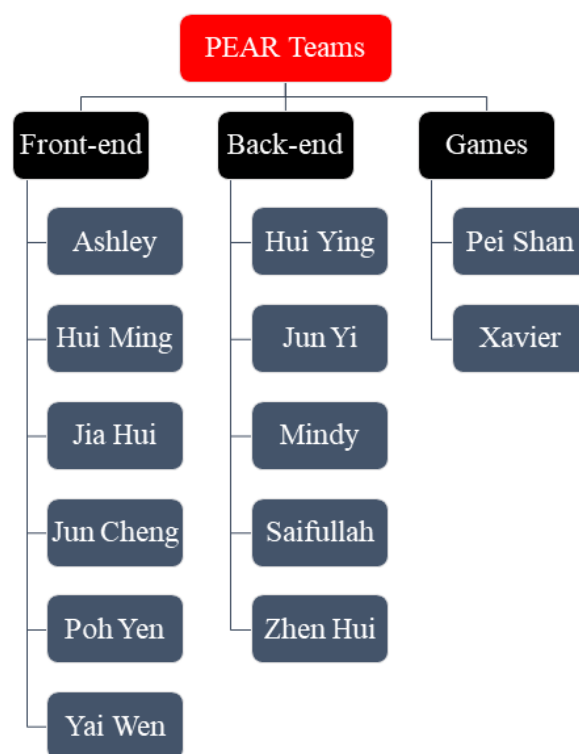 PEAR Teams
Front-end
Ashley
Hui Ming
Jia Hui
Jun Cheng
Poh Yen
Yai Wen
Back-end
Hui Ying
Jun Yi
Mindy
Saifullah
Zhen Hui
Games
Pei Shan
Xavier